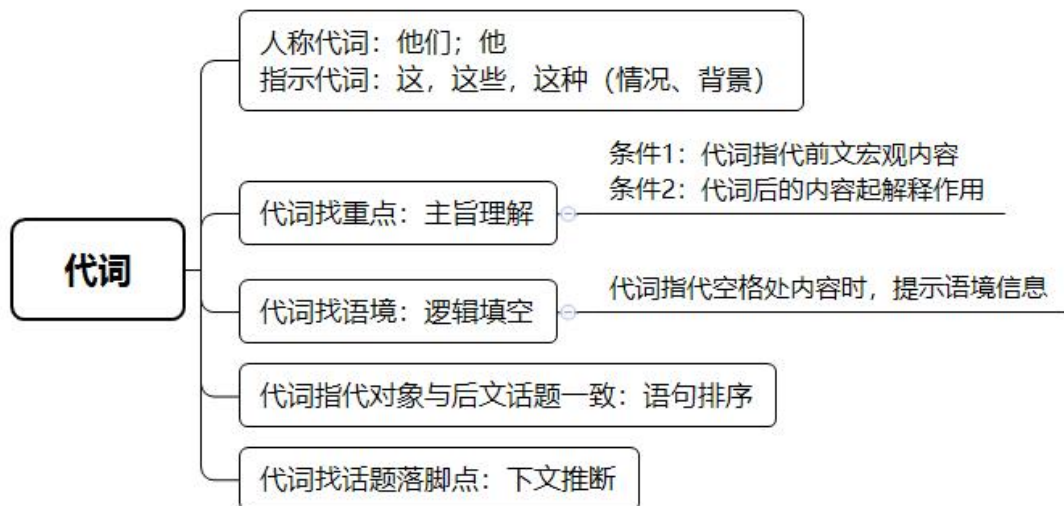 人称代词：他们；他
指示代词：这，这些，这种（情况、背景）
条件1：代词指代前文宏观内容
条件2：代词后的内容起解释作用
代词找重点：主旨理解
代词
代词指代空格处内容时，提示语境信息
代词找语境：逻辑填空
代词指代对象与后文话题一致：语句排序
代词找话题落脚点：下文推断